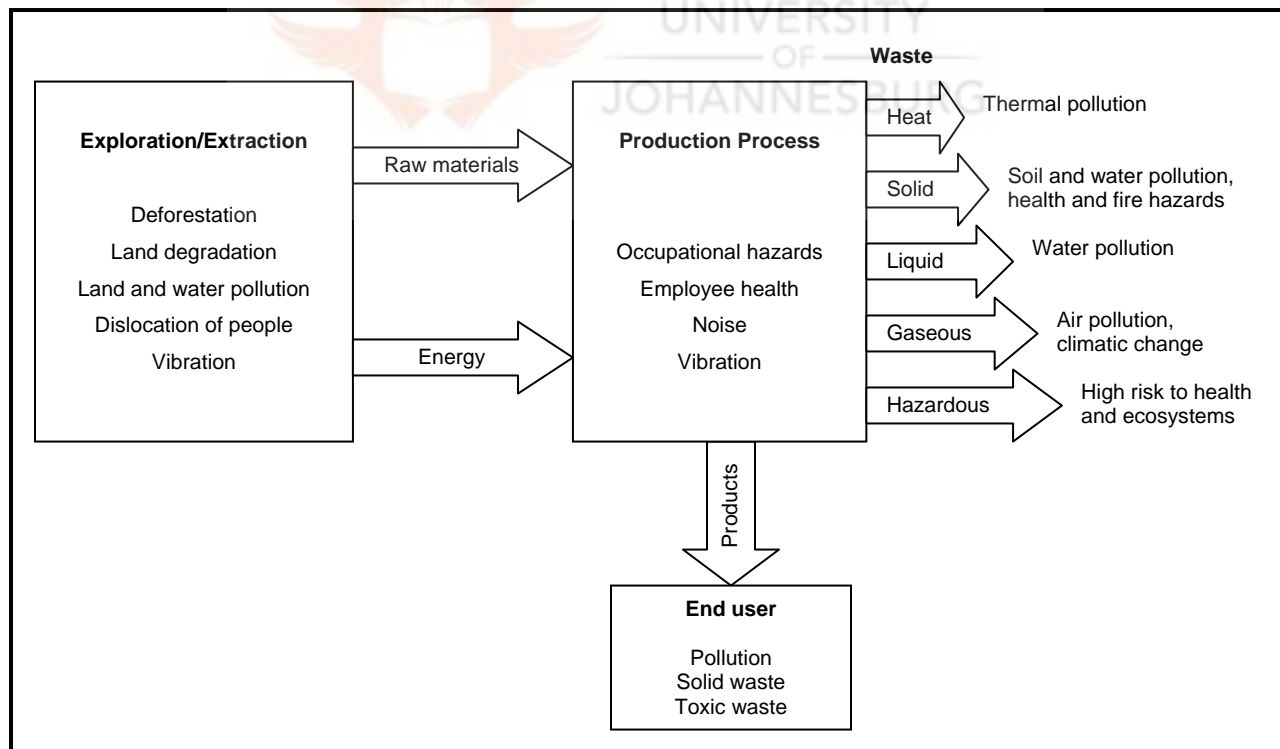 UNIVERSITY
OF
JOHANNESBURG
Waste
Exploration/Extraction
Deforestation
Land degradation
Land and water pollution
Dislocation of people
Vibration
Raw materials
Energy
Production Process
Occupational hazards
Employee health
Noise
Vibration
Heat
Thermal pollution
Solid
Soil and water pollution,
health and fire hazards
Liquid
Water pollution
Gaseous
Air pollution,
climatic change
Hazardous
High risk to health
and ecosystems
Products
End user
Pollution
Solid waste
Toxic waste